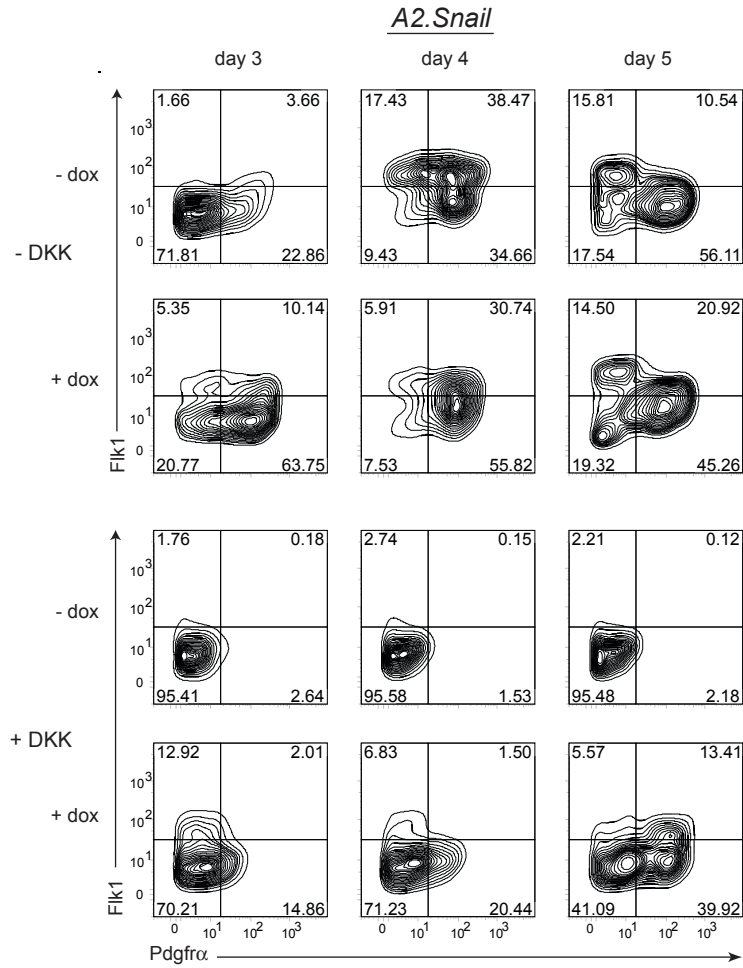 A2.Snail
day 3 day 4 day 5
1.66 3.66 17.43 38.47 15.81 10.54
10³
- dox
10²
10¹
0
- DKK
71.81 22.86 9.43 34.66 17.54 56.11
5.35 10.14 5.91 30.74 14.50 20.92
10³
+ dox
10²
10¹
0
Flk1
20.77 63.75 7.53 55.82 19.32 45.26
1.76 0.18 2.74 0.15 2.21 0.12
10³
- dox
10²
10¹
0
95.41 2.64 95.58 1.53 95.48 2.18
+ DKK
12.92 2.01 6.83 1.50 5.57 13.41
10³
+ dox
10²
10¹
0
Flk1
70.21 14.86 71.23 20.44 41.09 39.92
0 10¹ 10² 10³ 0 10¹ 10² 10³ 0 10¹ 10² 10³
Pdgfrα